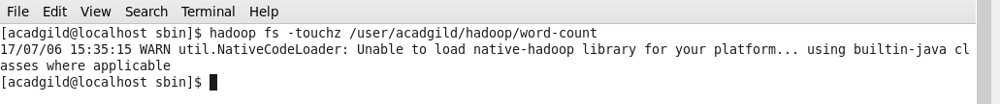 File Edit View Search Terminal Help
[acadgild@localhost sbin]$ hadoop fs -touchz /user/acadgild/hadoop/word-count
17/07/06 15:35:15 WARN util.NativeCodeLoader: Unable to load native-hadoop library for your platform... using builtin-java cl
asses where applicable
[acadgild@localhost sbin]$